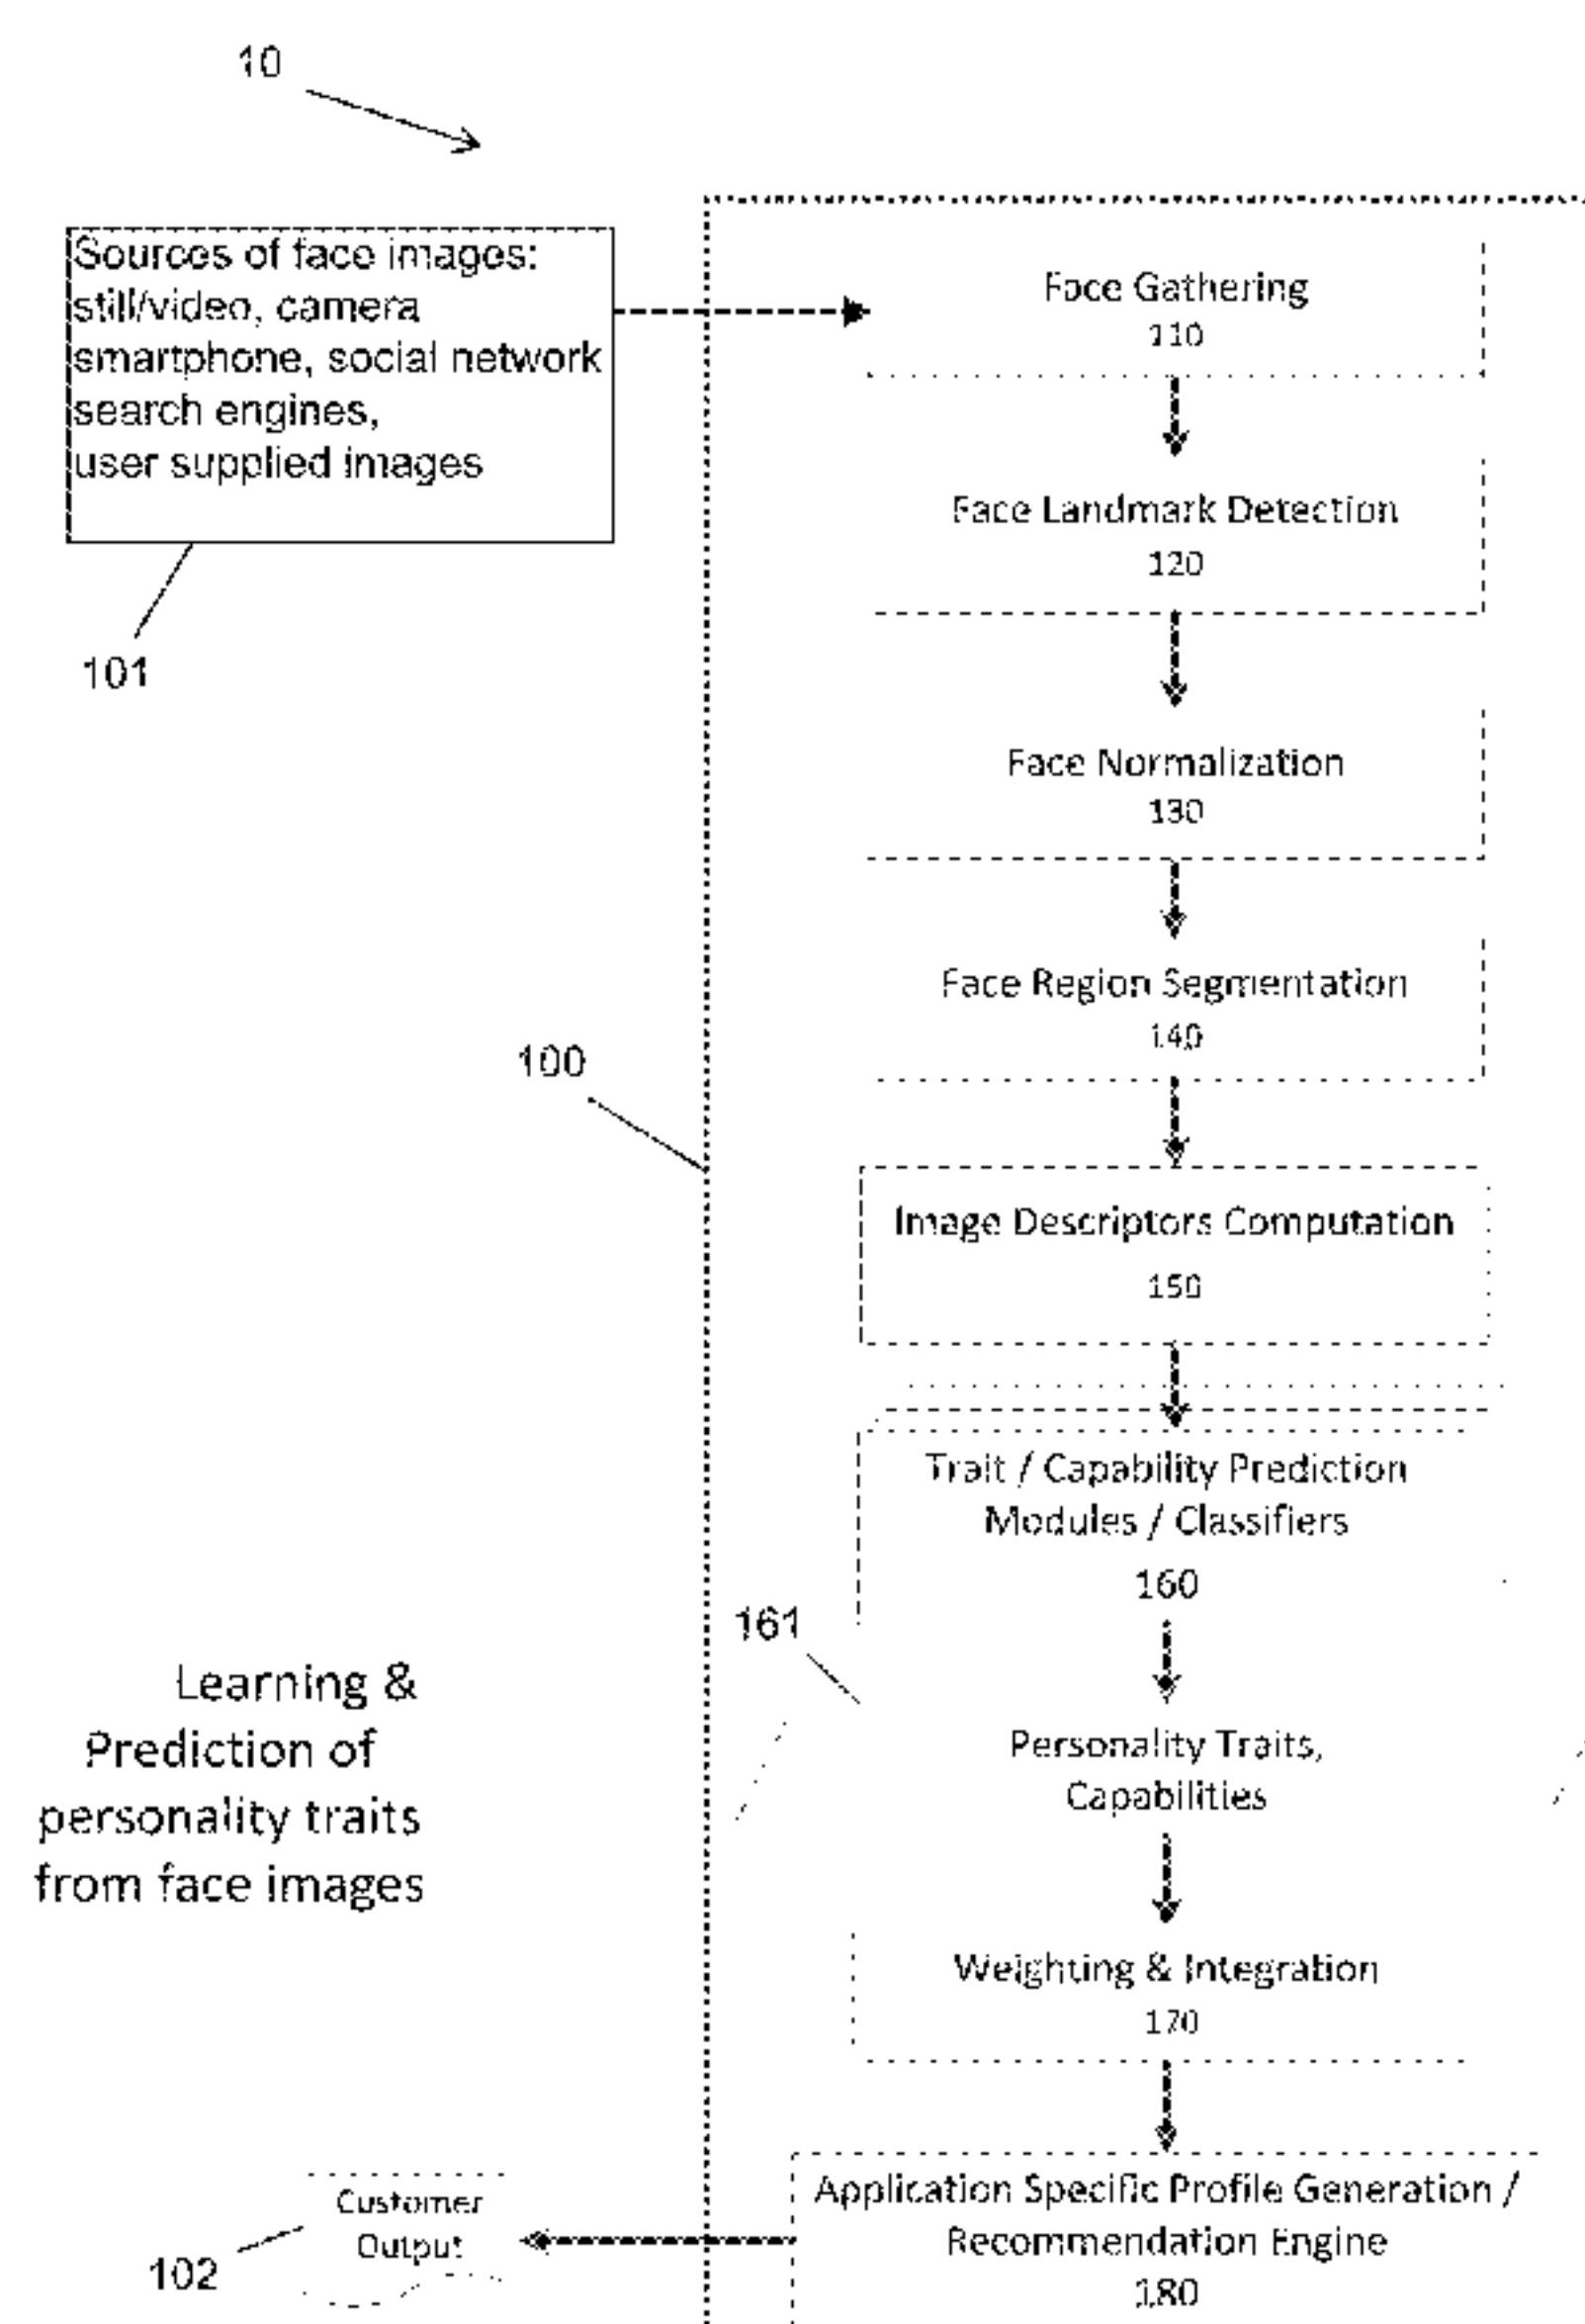 10
Sources of face images:
still/video, camera
smartphone, social network
search engines,
user supplied images
101
Face Gathering
110
Face Landmark Detection
120
Face Normalization
130
Face Region Segmentation
140
100
Image Descriptors Computation
150
Trait / Capability Prediction
Modules / Classifiers
160
161
Personality Traits,
Capabilities
Learning &
Prediction of
personality traits
from face images
Weighting & Integration
170
Application Specific Profile Generation /
Recommendation Engine
180
Customer
Output
102